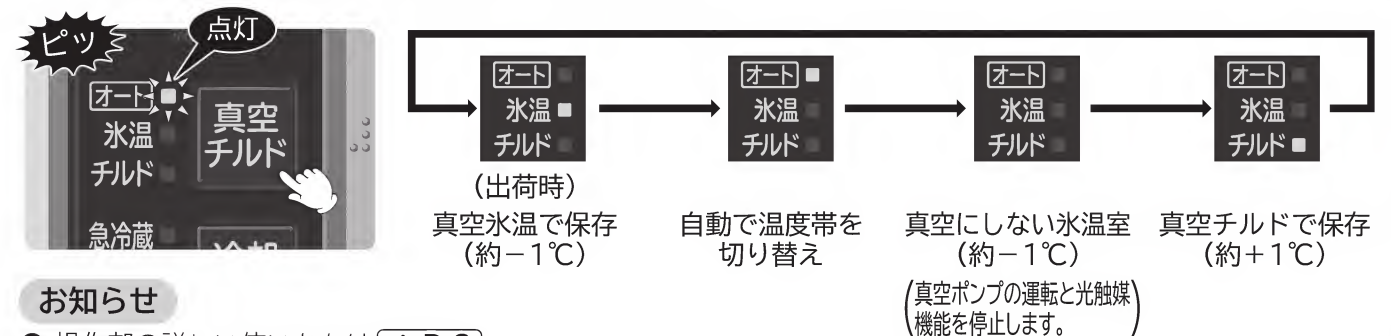 ピッ
点灯
オート
氷温
チルド
真空
チルド
急冷蔵
オート
氷温
チルド
(出荷時)
真空氷温で保存
(約-1℃)
オート
氷温
チルド
自動で温度帯を
切り替え
オート
氷温
チルド
真空にしない氷温室
(約-1℃)
(真空ポンプの運転と光触媒
機能を停止します。)
オート
氷温
チルド
真空チルドで保存
(約+1℃)
お知らせ